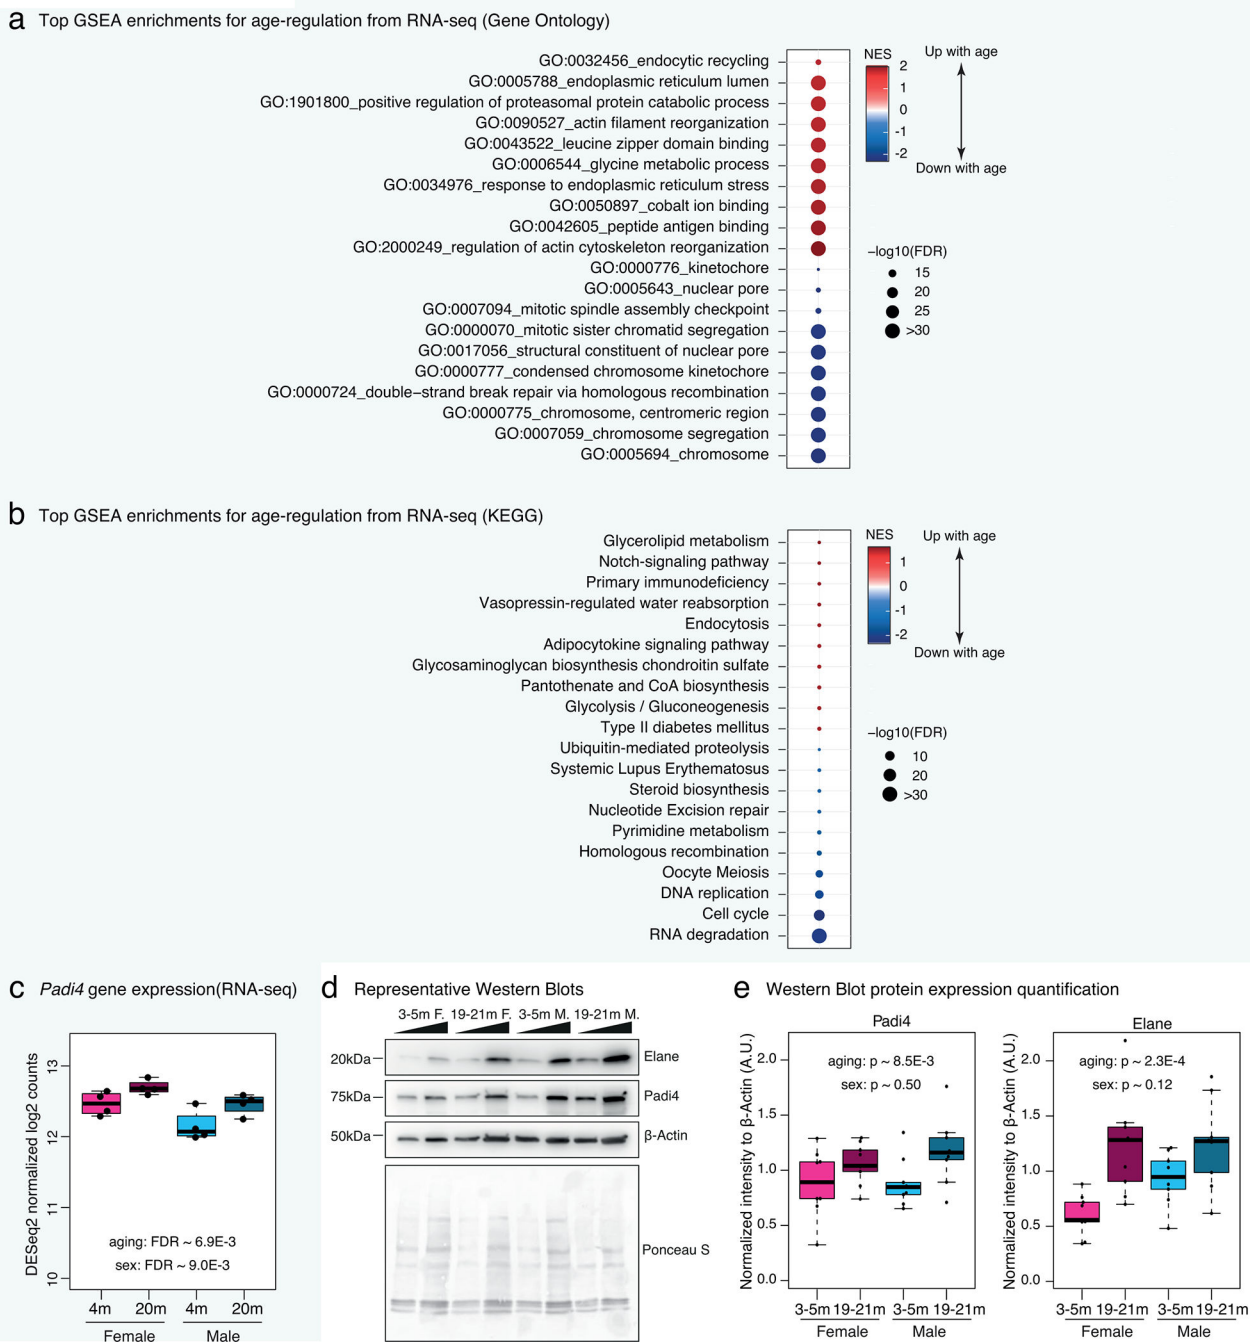 a Top GSEA enrichments for age-regulation from RNA-seq (Gene Ontology)
GO:0032456_endocytic recycling
GO:0005788_endoplasmic reticulum lumen
GO:1901800_positive regulation of proteasomal protein catabolic process
GO:0090527_actin filament reorganization
GO:0043522_leucine zipper domain binding
GO:0006544_glycine metabolic process
GO:0034976_response to endoplasmic reticulum stress
GO:0050897_cobalt ion binding
GO:0042605_peptide antigen binding
GO:2000249_regulation of actin cytoskeleton reorganization
GO:0000776_kinetochore
GO:0005643_nuclear pore
GO:0007094_mitotic spindle assembly checkpoint
GO:0000070_mitotic sister chromatid segregation
GO:0017056_structural constituent of nuclear pore
GO:0000777_condensed chromosome kinetochore
GO:0000724_double−strand break repair via homologous recombination
GO:0000775_chromosome, centromeric region
GO:0007059_chromosome segregation
GO:0005694_chromosome
NES
2
1
0
-1
-2
Up with age
Down with age
−log10(FDR)
15
20
25
>30
b Top GSEA enrichments for age-regulation from RNA-seq (KEGG)
Glycerolipid metabolism
Notch-signaling pathway
Primary immunodeficiency
Vasopressin-regulated water reabsorption
Endocytosis
Adipocytokine signaling pathway
Glycosaminoglycan biosynthesis chondroitin sulfate
Pantothenate and CoA biosynthesis
Glycolysis / Gluconeogenesis
Type II diabetes mellitus
Ubiquitin-mediated proteolysis
Systemic Lupus Erythematosus
Steroid biosynthesis
Nucleotide Excision repair
Pyrimidine metabolism
Homologous recombination
Oocyte Meiosis
DNA replication
Cell cycle
RNA degradation
NES
1
0
-1
-2
Up with age
Down with age
−log10(FDR)
10
20
>30
c Padi4 gene expression(RNA-seq)
DESeq2 normalized log2 counts
13
12
11
10
aging: FDR ~ 6.9E-3
sex: FDR ~ 9.0E-3
4m 20m 4m 20m
Female Male
d Representative Western Blots
3-5m F. 19-21m F. 3-5m M. 19-21m M.
20kDa Elane
75kDa Padi4
50kDa β-Actin
Ponceau S
e Western Blot protein expression quantification
Padi4
Normalized intensity to β-Actin (A.U.)
2.0
1.5
1.0
0.5
0.0
aging: p ~ 8.5E-3
sex: p ~ 0.50
3-5m 19-21m 3-5m 19-21m
Female Male
Elane
Normalized intensity to β-Actin (A.U.)
2.0
1.5
1.0
0.5
0.0
aging: p ~ 2.3E-4
sex: p ~ 0.12
3-5m 19-21m 3-5m 19-21m
Female Male